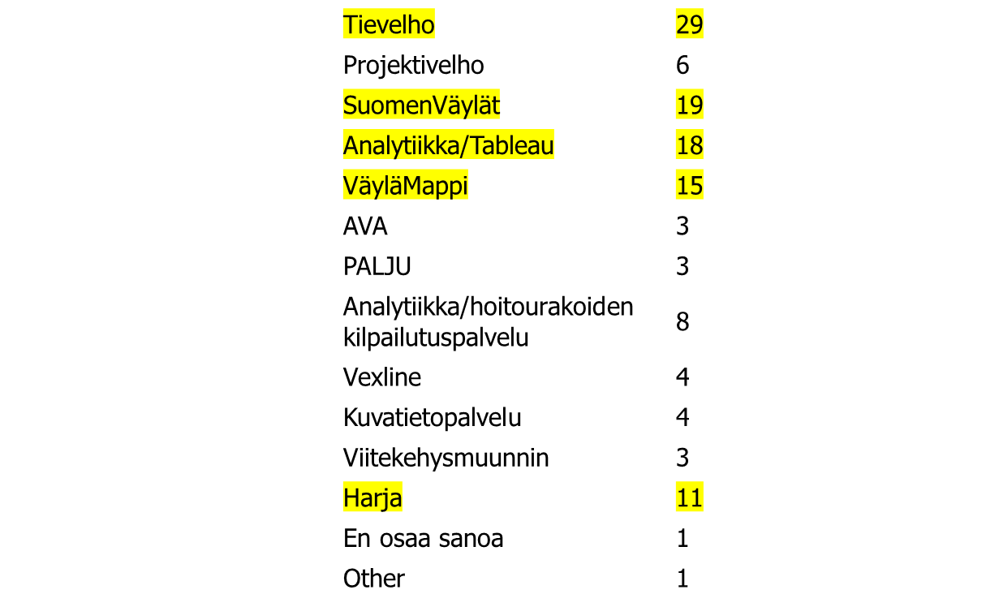 Tievelho 29
Projektivelho 6
SuomenVäylät 19
Analytiikka/Tableau 18
VäyläMappi 15
AVA 3
PALJU 3
Analytiikka/hoitourakoiden
kilpailutuspalvelu 8
Vexline 4
Kuvatietopalvelu 4
Viitekehysmuunnin 3
Harja 11
En osaa sanoa 1
Other 1